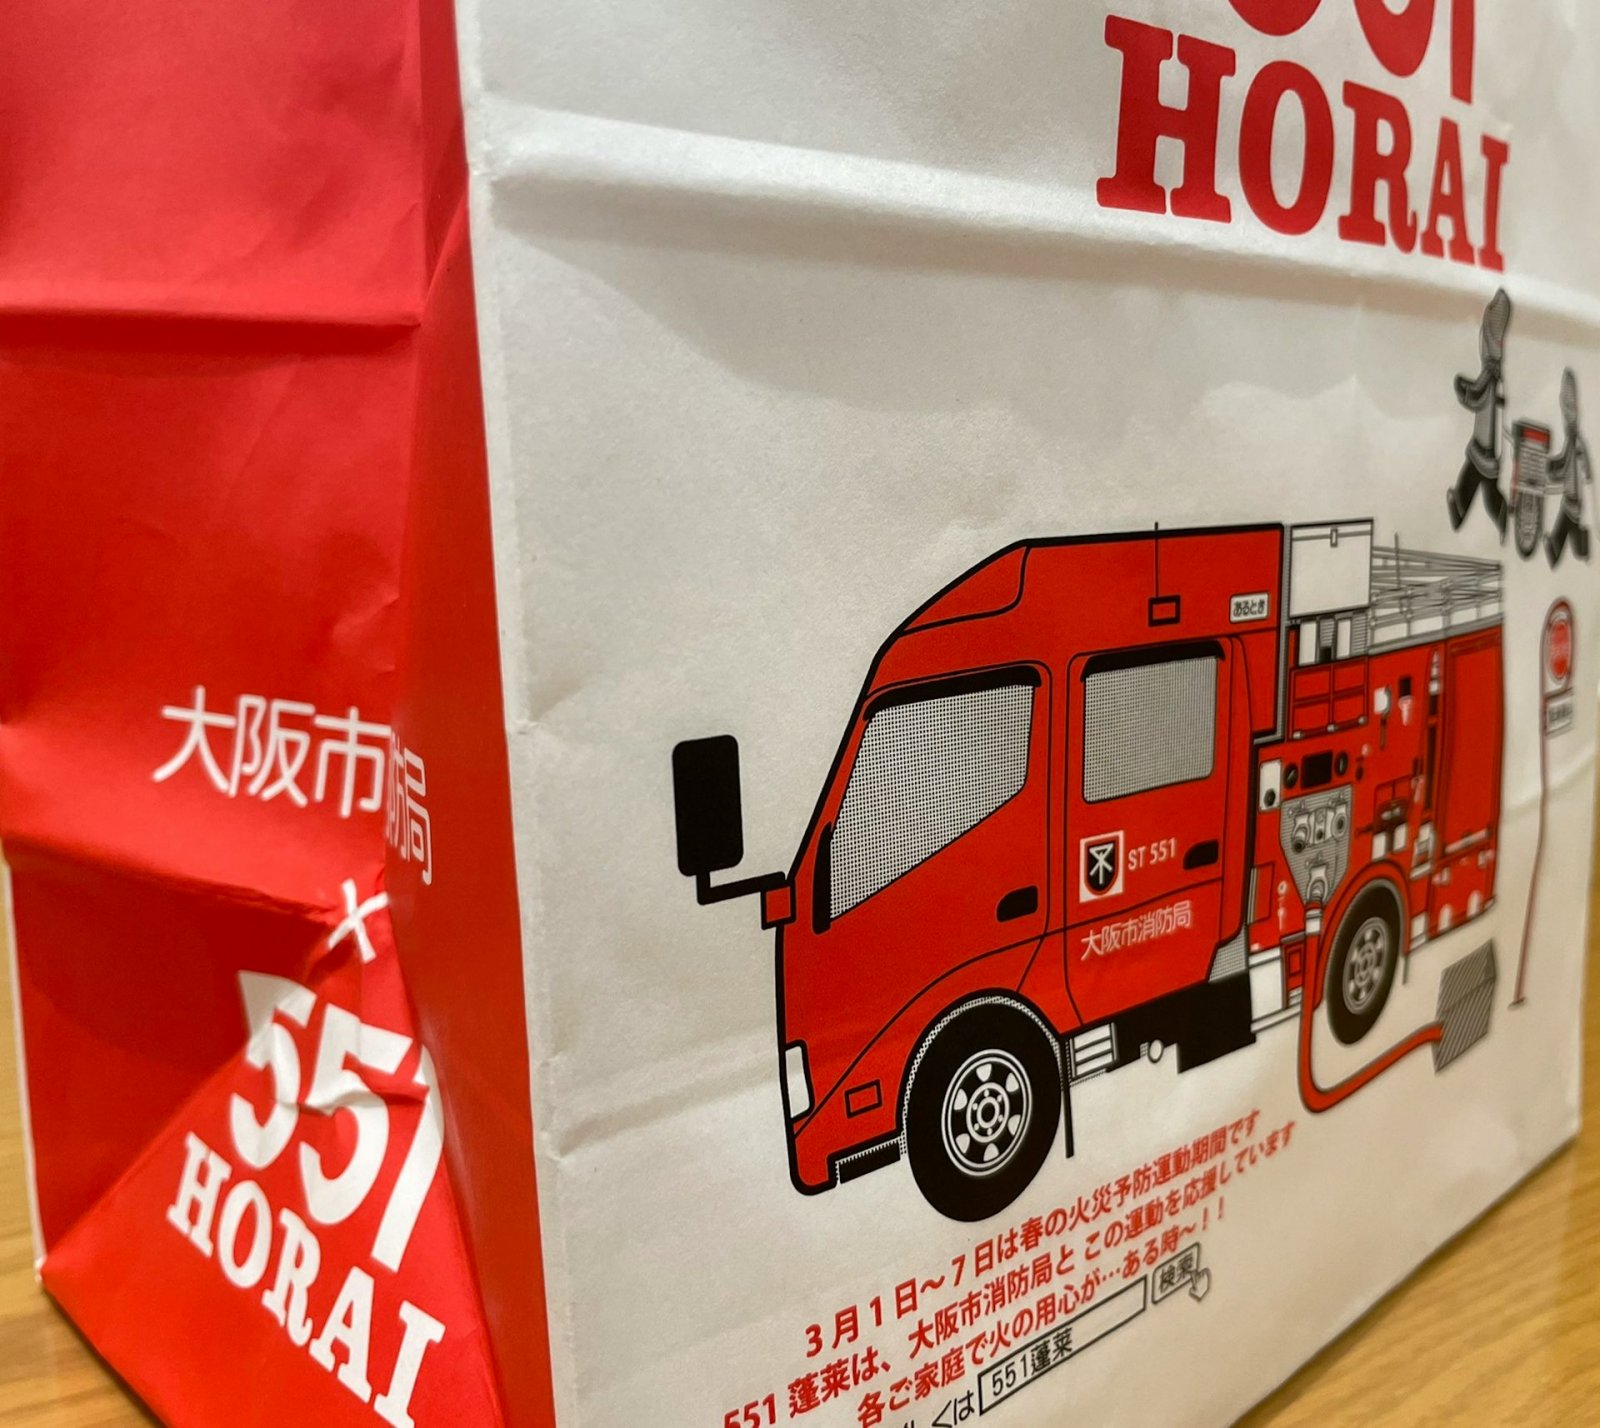 HORAI
大阪市消防局
×
551
HORAI
あるとき
ST 551
大阪市消防局
3月1日～7日は春の火災予防運動期間です
551 蓬莱は、大阪市消防局と この運動を応援しています
各ご家庭で火の用心が…ある時～！！
くは 551蓬莱 検索